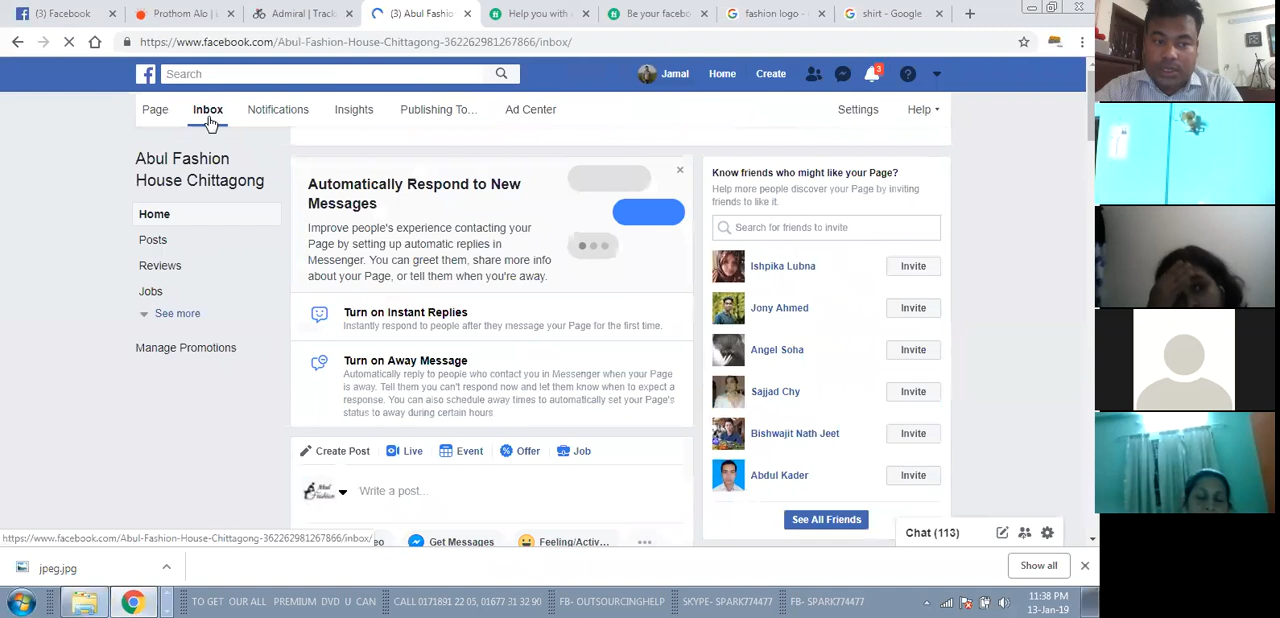 (3) Facebook
Prothom Alo | L
Admiral | Track
(3) Abul Fashio
Help you with
Be your facebo
fashion logo -
shirt - Google
https://www.facebook.com/Abul-Fashion-House-Chittagong-362262981267866/inbox/
Search
Jamal
Home
Create
3
Page
Inbox
Notifications
Insights
Publishing To...
Ad Center
Settings
Help
Abul Fashion
House Chittagong
Home
Posts
Reviews
Jobs
See more
Manage Promotions
Automatically Respond to New
Messages
Improve people's experience contacting your
Page by setting up automatic replies in
Messenger. You can greet them, share more info
about your Page, or tell them when you're away.
Turn on Instant Replies
Instantly respond to people after they message your Page for the first time.
Turn on Away Message
Automatically reply to people who contact you in Messenger when your Page
is away. Tell them you can't respond now and let them know when to expect a
response. You can also schedule away times to automatically set your Page's
status to away during certain hours
Create Post
Live
Event
Offer
Job
Write a post...
eo
Get Messages
Feeling/Activ...
Know friends who might like your Page?
Help more people discover your Page by inviting
friends to like it.
Search for friends to invite
Ishpika Lubna Invite
Jony Ahmed Invite
Angel Soha Invite
Sajjad Chy Invite
Bishwajit Nath Jeet Invite
Abdul Kader Invite
See All Friends
Chat (113)
https://www.facebook.com/Abul-Fashion-House-Chittagong-362262981267866/inbox/
jpeg.jpg
Show all
TO GET OUR ALL PREMIUM DVD U CAN
CALL 0171891 22 05, 01677 31 32 90
FB- OUTSOURCINGHELP
SKYPE- SPARK774477
FB- SPARK774477
11:38 PM
13-Jan-19